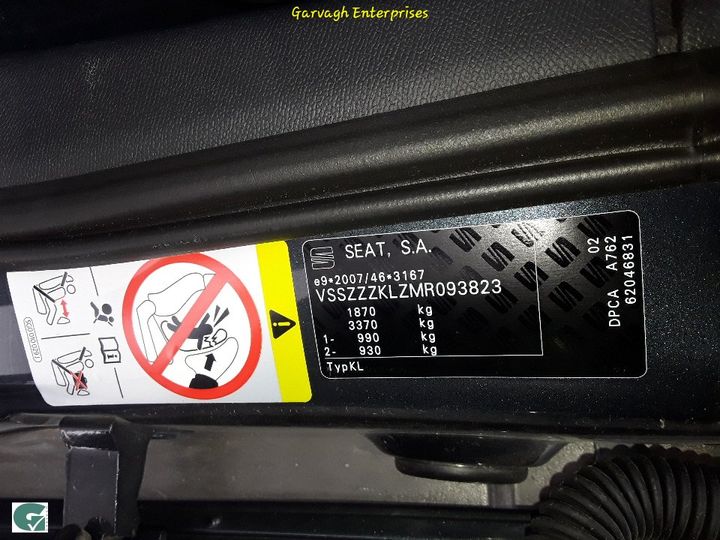 Garvagh Enterprises
SEAT, S.A.
e9*2007/46*3167
VSSZZZKLZMR093823
1870 kg
3370 kg
1- 990 kg
2- 930 kg
TypKL
DPCA A762 02
62046831